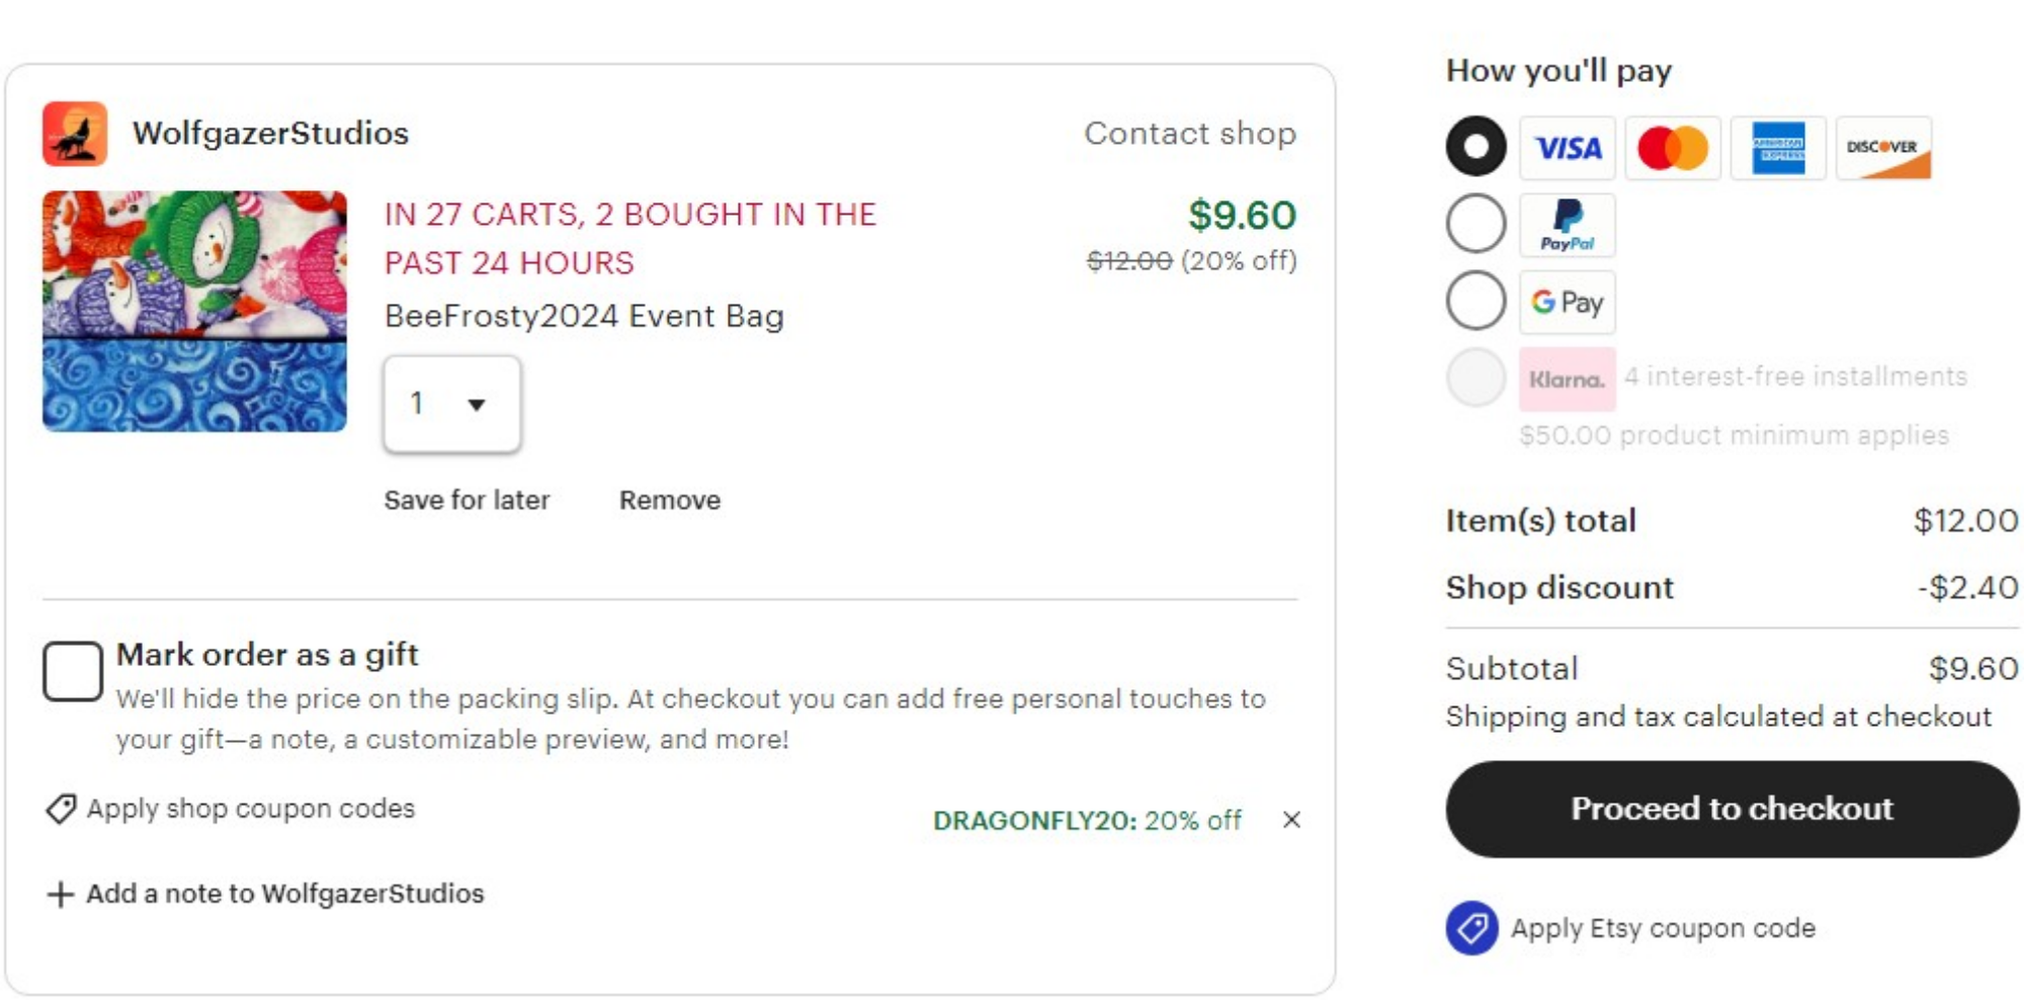 WolfgazerStudios
Contact shop
IN 27 CARTS, 2 BOUGHT IN THE
PAST 24 HOURS
$9.60
$12.00 (20% off)
BeeFrosty2024 Event Bag
1
Save for later
Remove
Mark order as a gift
We'll hide the price on the packing slip. At checkout you can add free personal touches to
your gift—a note, a customizable preview, and more!
Apply shop coupon codes
DRAGONFLY20: 20% off ×
+ Add a note to WolfgazerStudios
How you'll pay
VISA
AMERICAN EXPRESS
DISCOVER
PayPal
G Pay
Klarna. 4 interest-free installments
$50.00 product minimum applies
Item(s) total $12.00
Shop discount -$2.40
Subtotal $9.60
Shipping and tax calculated at checkout
Proceed to checkout
Apply Etsy coupon code